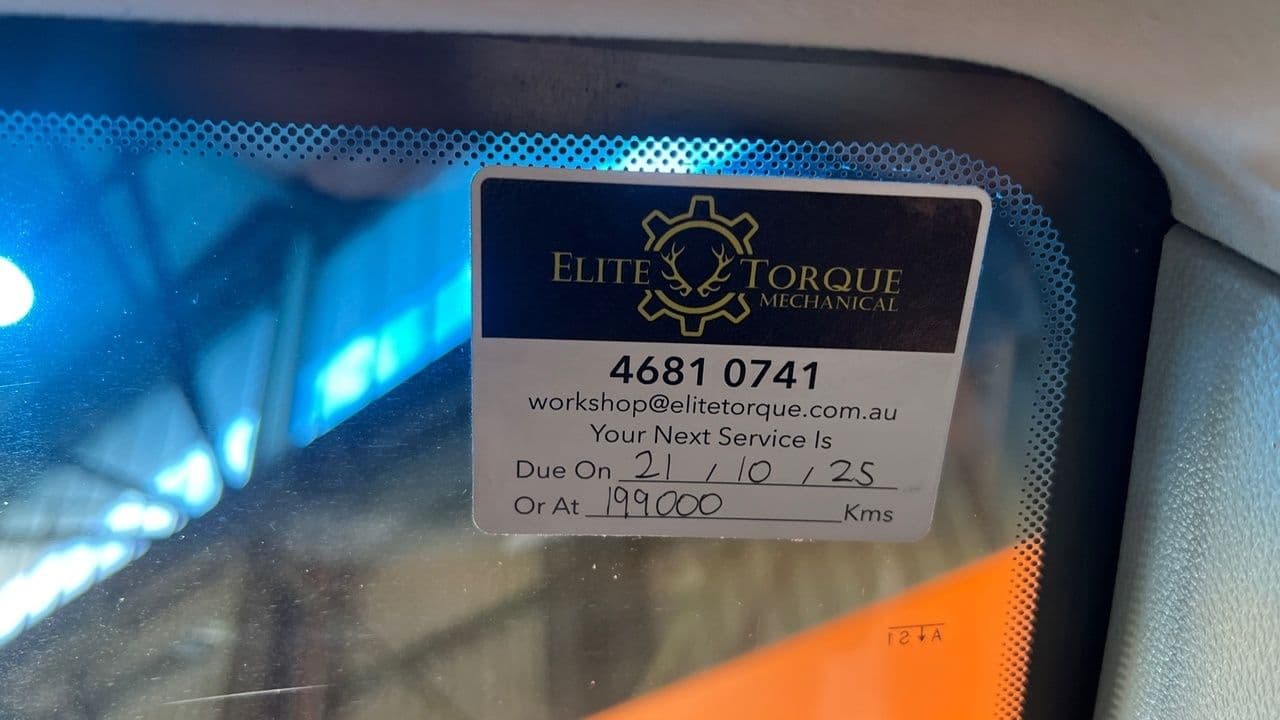 ELITE TORQUE
MECHANICAL
4681 0741
workshop@elitetorque.com.au
Your Next Service Is
Due On 21 / 10 / 25
Or At 199000 Kms